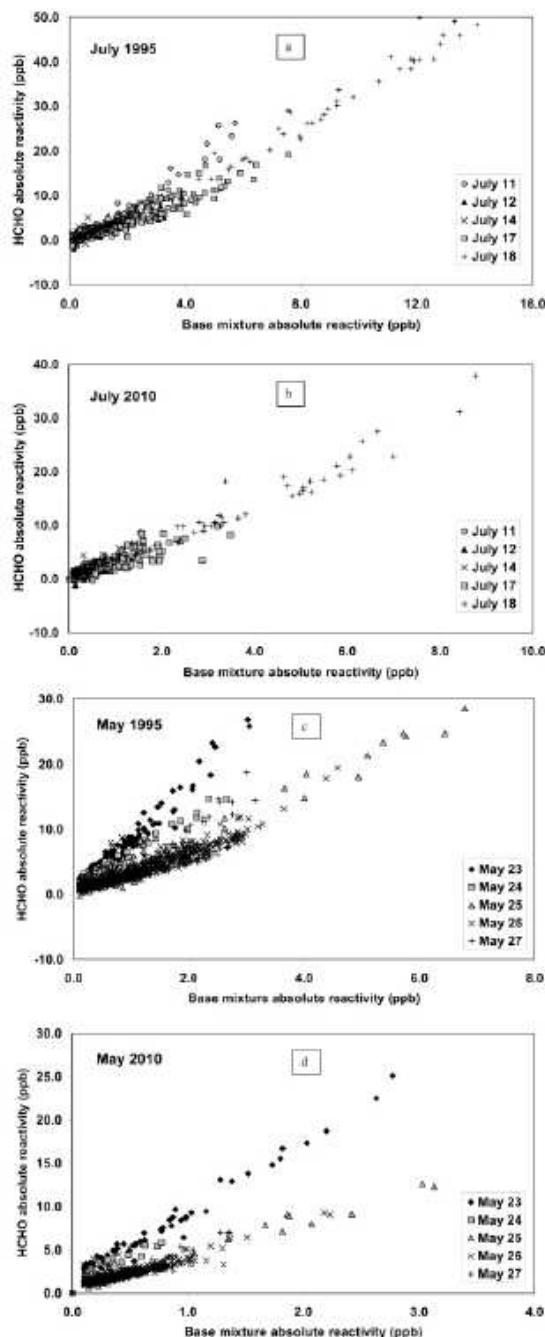 July 1995
a
HCHO absolute reactivity (ppb)
50.0
40.0
30.0
20.0
10.0
0.0
-10.0
0.0 4.0 8.0 12.0 16.0
Base mixture absolute reactivity (ppb)
July 11
July 12
July 14
July 17
July 18
July 2010
b
HCHO absolute reactivity (ppb)
40.0
30.0
20.0
10.0
0.0
-10.0
0.0 2.0 4.0 6.0 8.0 10.0
Base mixture absolute reactivity (ppb)
July 11
July 12
July 14
July 17
July 18
May 1995
c
HCHO absolute reactivity (ppb)
30.0
20.0
10.0
0.0
-10.0
0.0 2.0 4.0 6.0 8.0
Base mixture absolute reactivity (ppb)
May 23
May 24
May 25
May 26
May 27
May 2010
d
HCHO absolute reactivity (ppb)
30.0
25.0
20.0
15.0
10.0
5.0
0.0
0.0 1.0 2.0 3.0 4.0
Base mixture absolute reactivity (ppb)
May 23
May 24
May 25
May 26
May 27